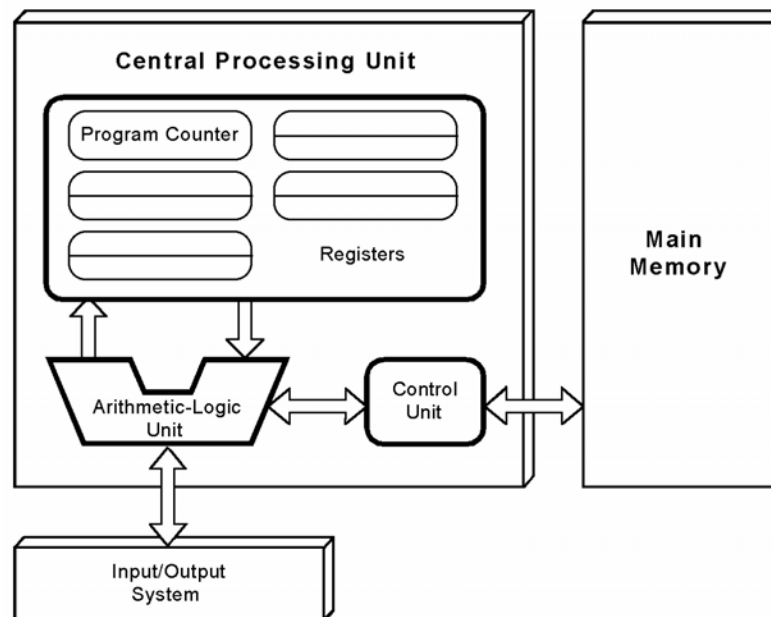 Central Processing Unit
Program Counter
Registers
Main
Memory
Arithmetic-Logic
Unit
Control
Unit
Input/Output
System